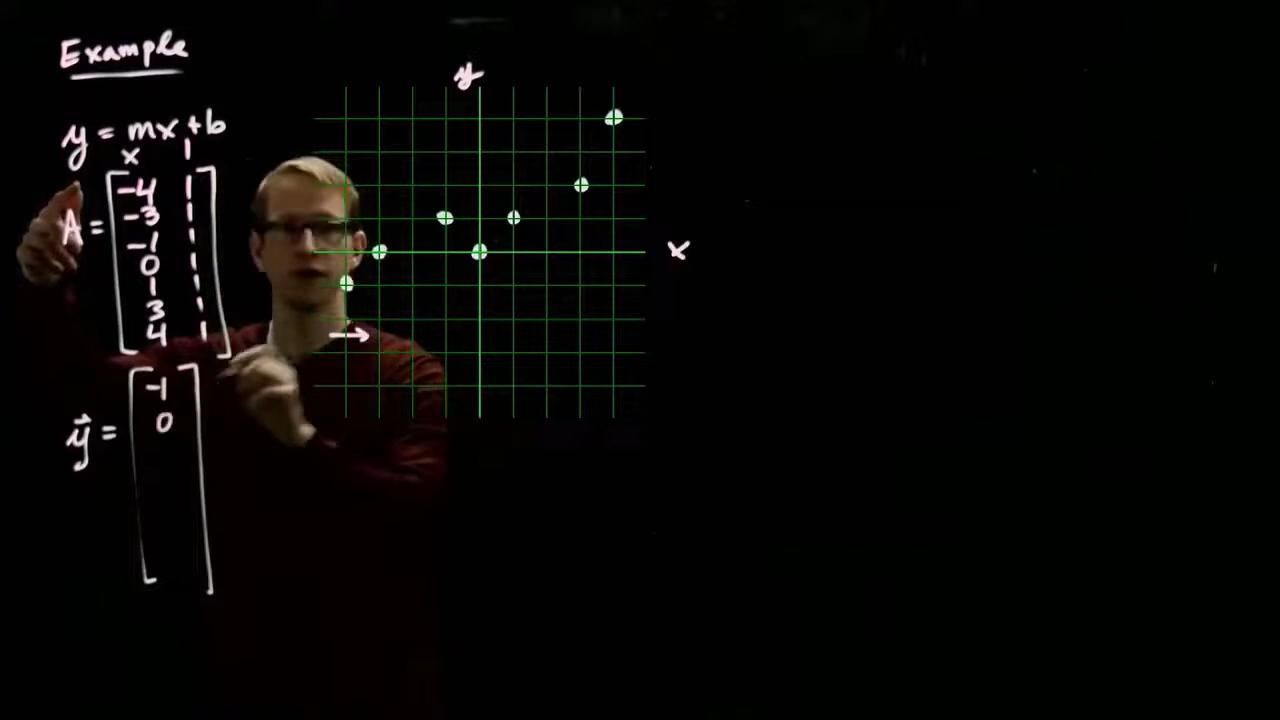 Example
y
y = mx + b
x 1
A = [ -4 1
-3 1
-1 1
0 1
1 1
3 1
4 1 ]
x
→
y⃗ = [ -1
0 ]